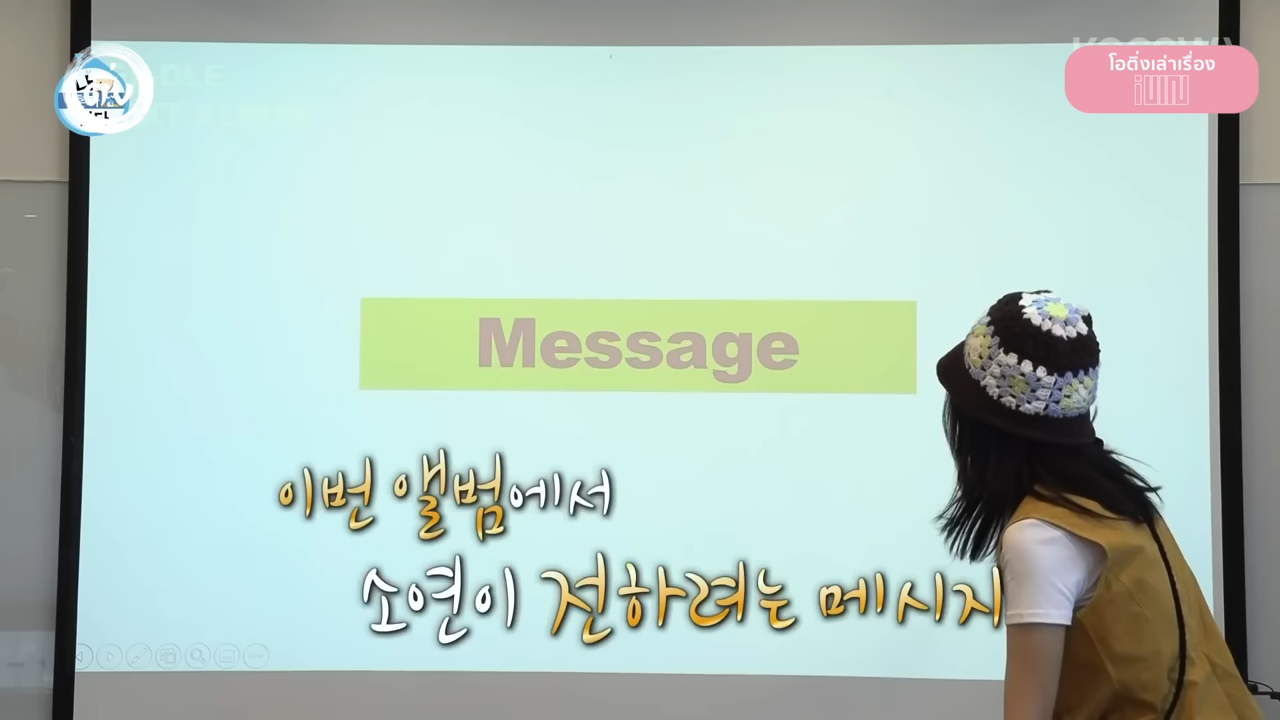 โอติ่งเล่าเรื่อง
Message
이번 앨범에서
소연이 전하려는 메시지